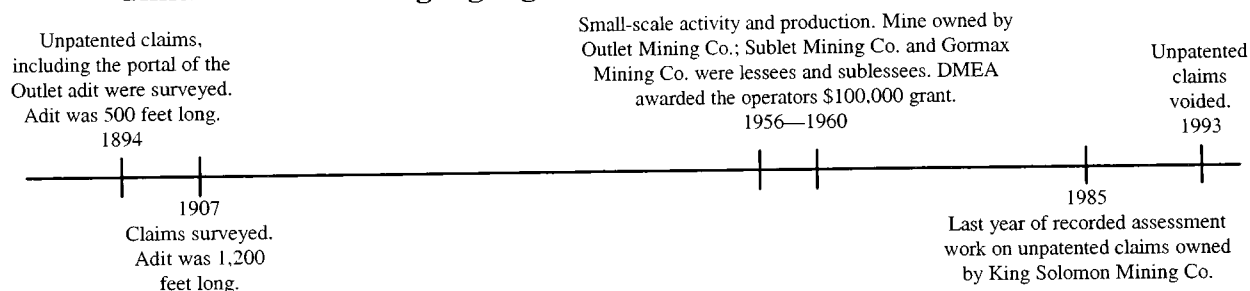 Unpatented claims,
including the portal of the
Outlet adit were surveyed.
Adit was 500 feet long.
1894
1907
Claims surveyed.
Adit was 1,200
feet long.
Small-scale activity and production. Mine owned by
Outlet Mining Co.; Sublet Mining Co. and Gormax
Mining Co. were lessees and sublessees. DMEA
awarded the operators $100,000 grant.
1956—1960
1985
Last year of recorded assessment
work on unpatented claims owned
by King Solomon Mining Co.
Unpatented
claims
voided.
1993